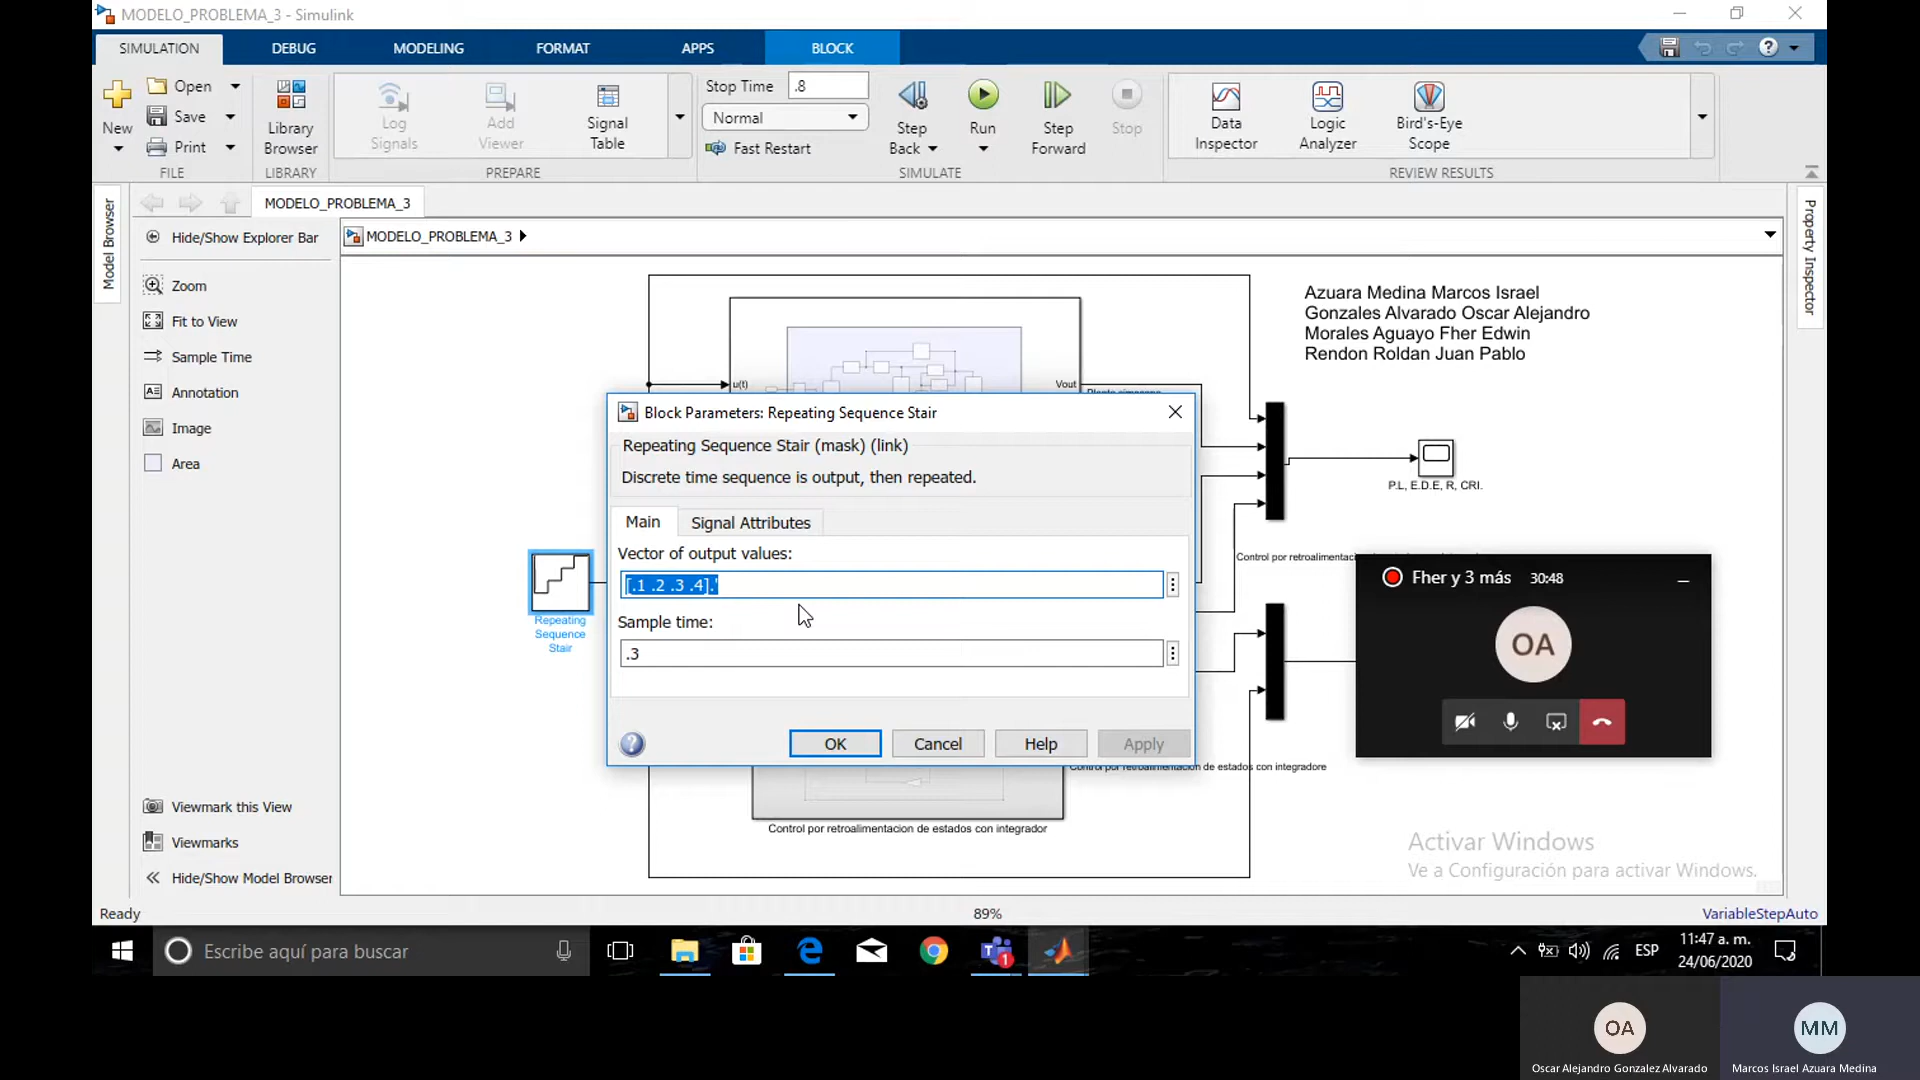 MODELO_PROBLEMA_3 - Simulink
SIMULATION
DEBUG
MODELING
FORMAT
APPS
BLOCK
New
Open
Save
Print
FILE
Library
Browser
LIBRARY
Log
Signals
Add
Viewer
Signal
Table
PREPARE
Stop Time .8
Normal
Fast Restart
Step
Back
Run
Step
Forward
Stop
SIMULATE
Data
Inspector
Logic
Analyzer
Bird's-Eye
Scope
REVIEW RESULTS
Model Browser
MODELO_PROBLEMA_3
Property Inspector
Hide/Show Explorer Bar
MODELO_PROBLEMA_3
Zoom
Fit to View
Sample Time
Annotation
Image
Area
Viewmark this View
Viewmarks
Hide/Show Model Browser
Azuara Medina Marcos Israel
Gonzales Alvarado Oscar Alejandro
Morales Aguayo Fher Edwin
Rendon Roldan Juan Pablo
u(t)
Vout
P.L, E.D.E, R, CRI.
Repeating
Sequence
Stair
Block Parameters: Repeating Sequence Stair
Repeating Sequence Stair (mask) (link)
Discrete time sequence is output, then repeated.
Main
Signal Attributes
Vector of output values:
[.1 .2 .3 .4].'
Sample time:
.3
OK
Cancel
Help
Apply
Control por
Fher y 3 más
30:48
OA
de estados con integradore
Control por retroalimentacion de estados con integrador
Activar Windows
Ve a Configuración para activar Windows.
Ready
89%
VariableStepAuto
Escribe aquí para buscar
1
ESP
11:47 a. m.
24/06/2020
OA
Oscar Alejandro Gonzalez Alvarado
MM
Marcos Israel Azuara Medina